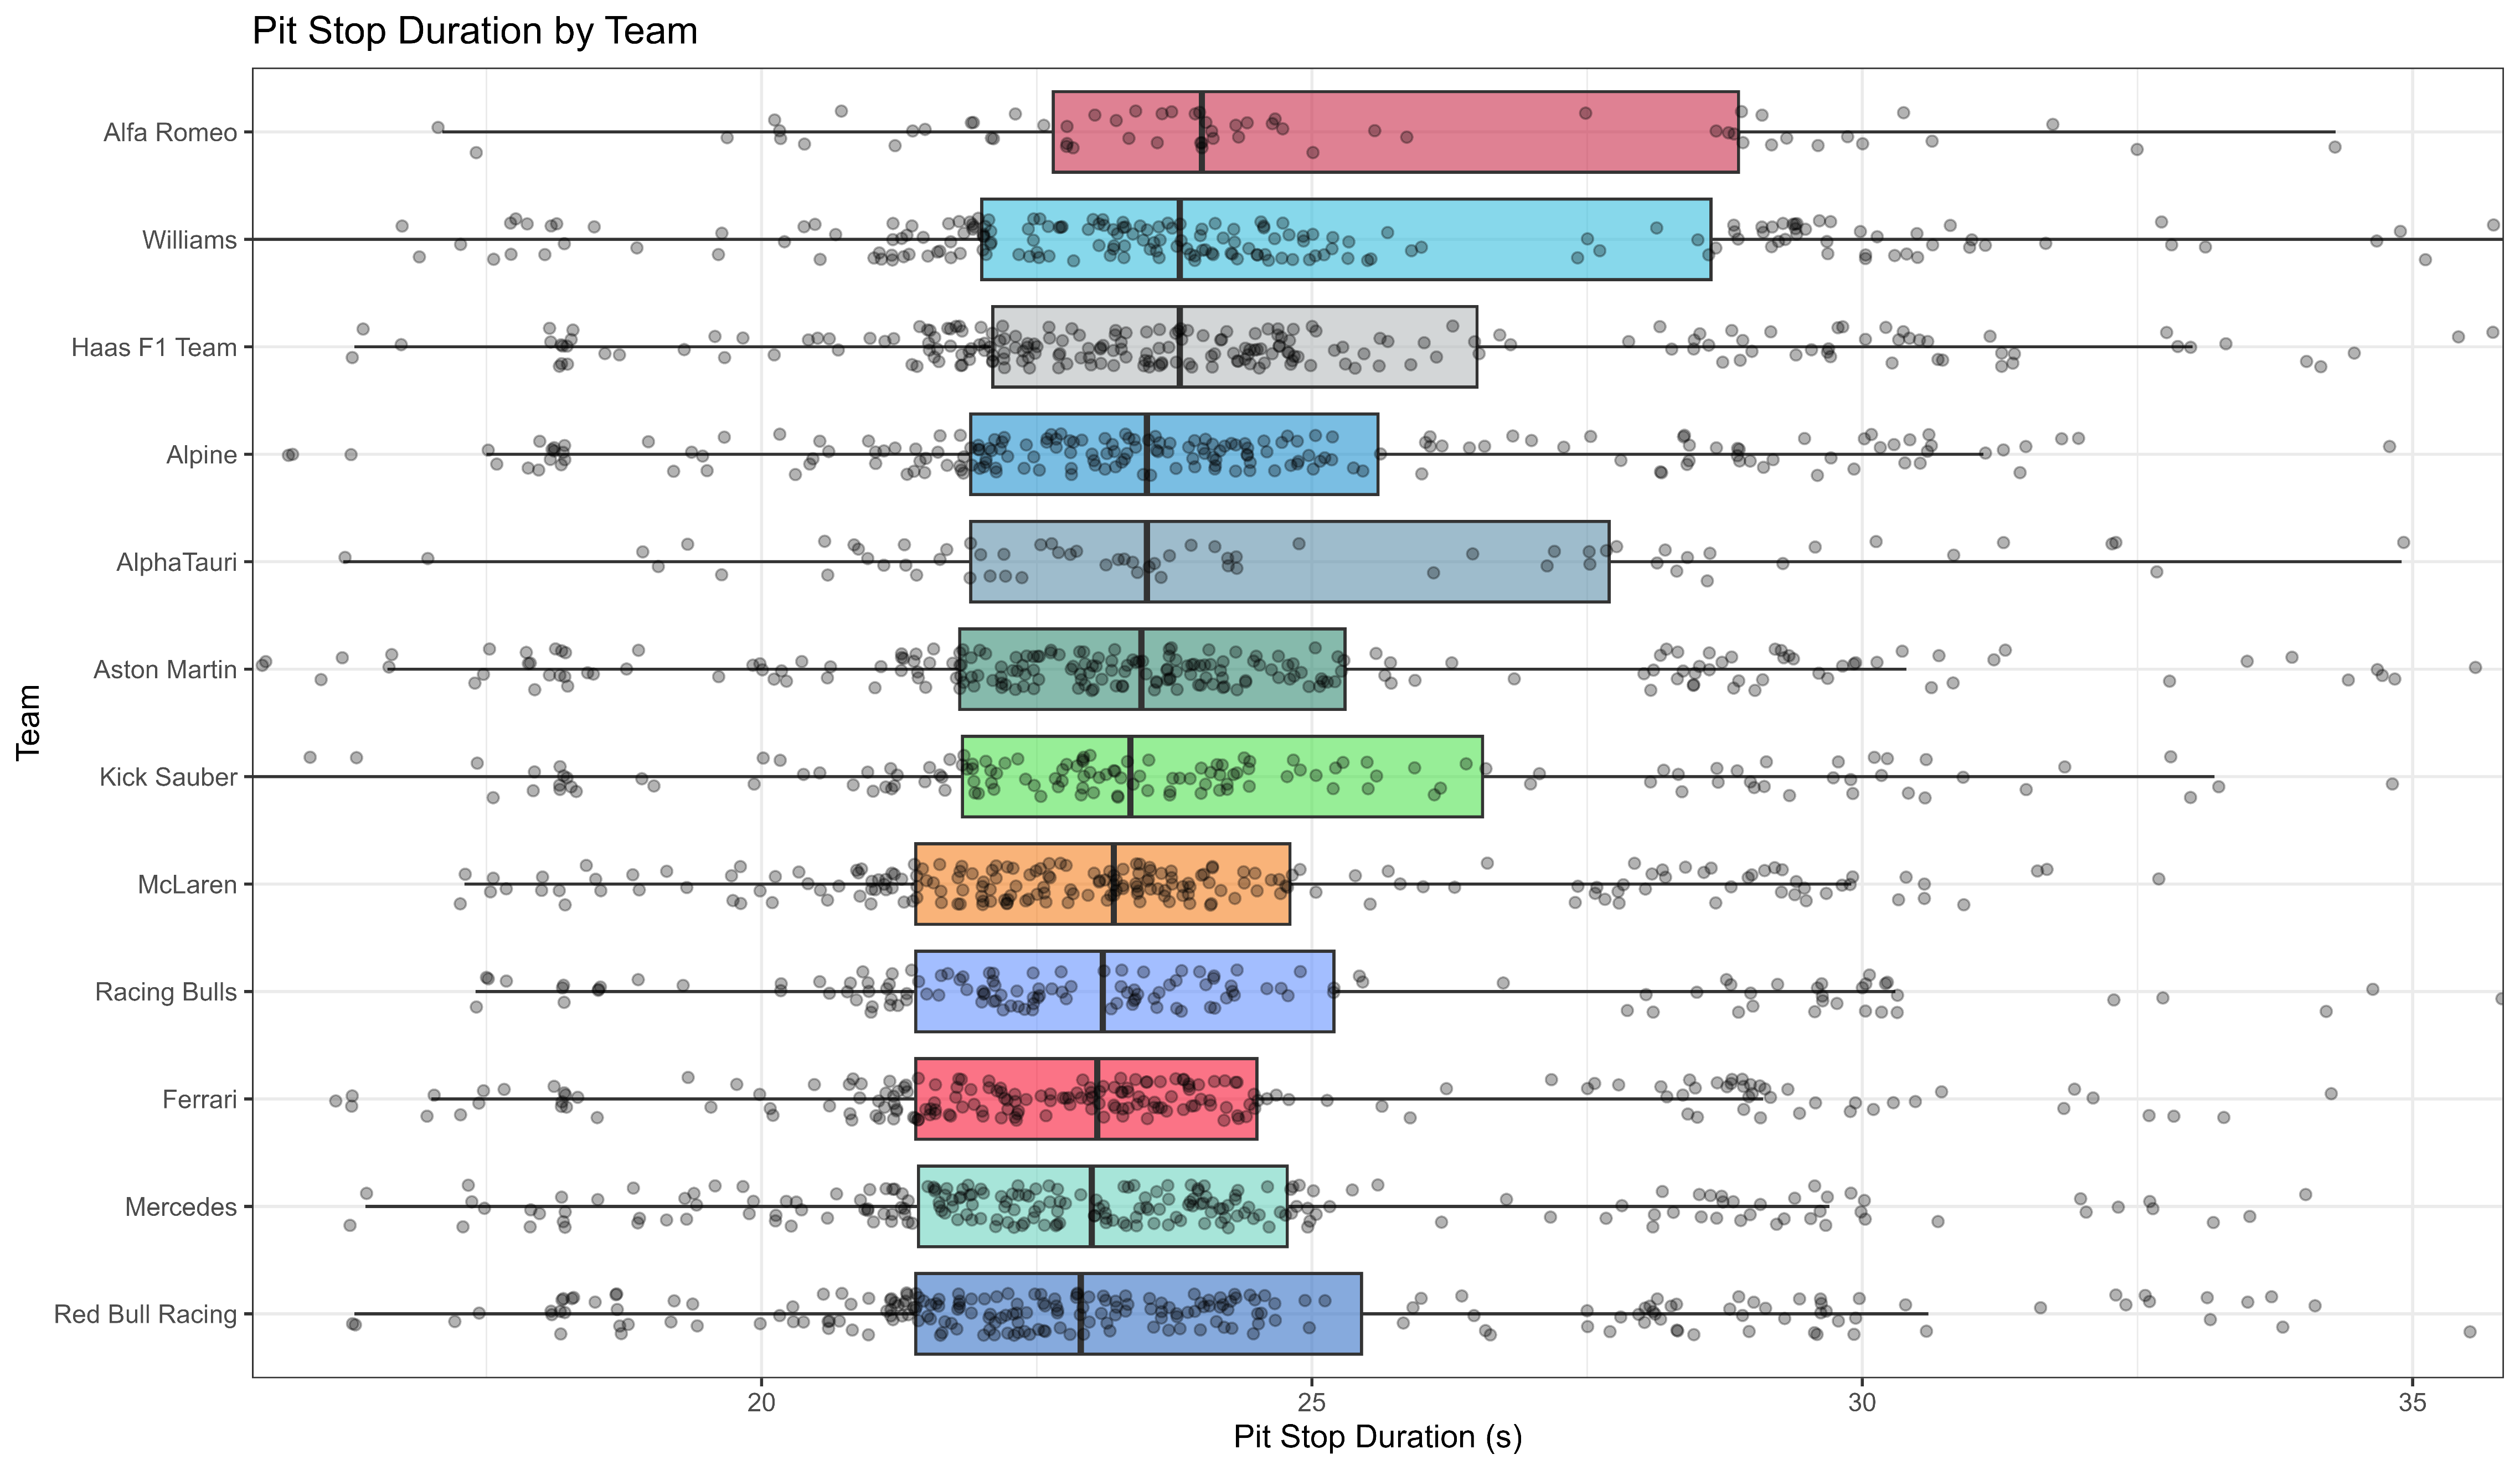 Pit Stop Duration by Team
Team
Alfa Romeo
Williams
Haas F1 Team
Alpine
AlphaTauri
Aston Martin
Kick Sauber
McLaren
Racing Bulls
Ferrari
Mercedes
Red Bull Racing
20 25 30 35
Pit Stop Duration (s)